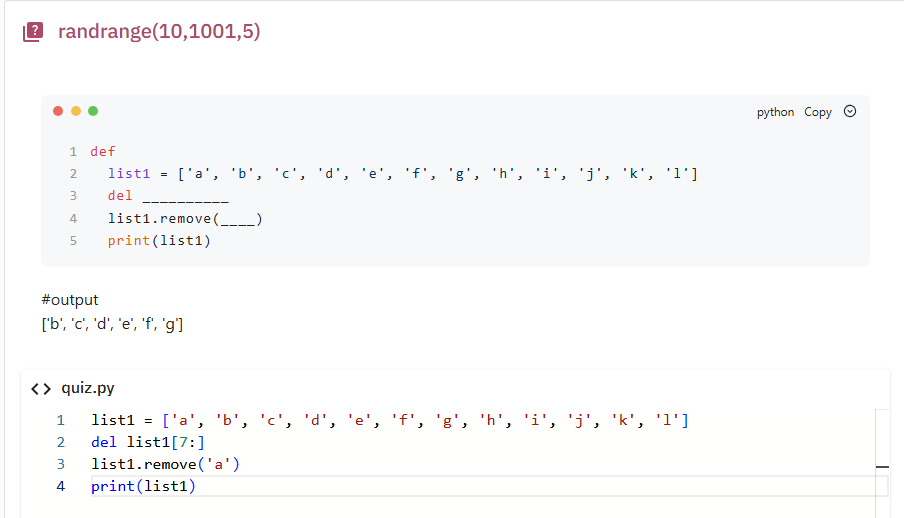 randrange(10,1001,5)
python Copy
1 def
2 list1 = ['a', 'b', 'c', 'd', 'e', 'f', 'g', 'h', 'i', 'j', 'k', 'l']
3 del __________
4 list1.remove(____)
5 print(list1)
#output
['b', 'c', 'd', 'e', 'f', 'g']
<> quiz.py
1 list1 = ['a', 'b', 'c', 'd', 'e', 'f', 'g', 'h', 'i', 'j', 'k', 'l']
2 del list1[7:]
3 list1.remove('a')
4 print(list1)